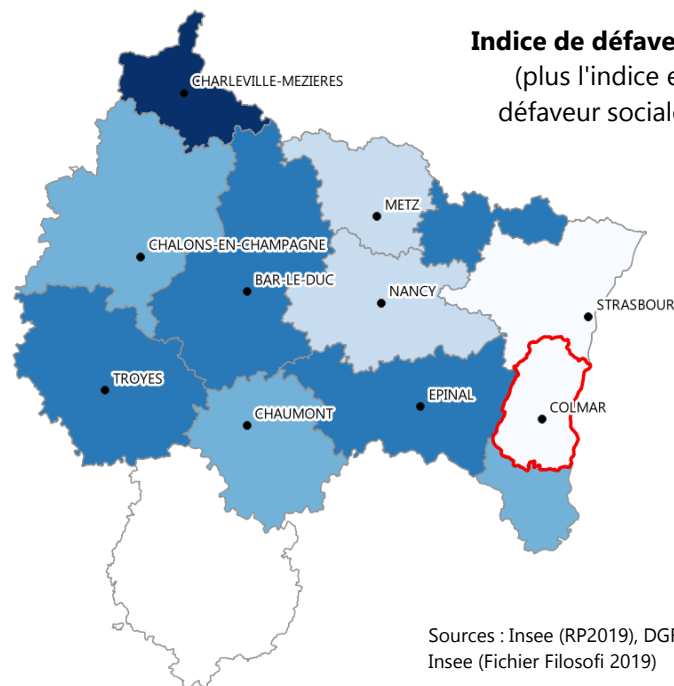 Indice de défave
(plus l'indice e
défaveur sociale
CHARLEVILLE-MEZIERES
METZ
CHALONS-EN-CHAMPAGNE
BAR-LE-DUC
NANCY
STRASBOUR
TROYES
EPINAL
COLMAR
CHAUMONT
Sources : Insee (RP2019), DGF
Insee (Fichier Filosofi 2019)